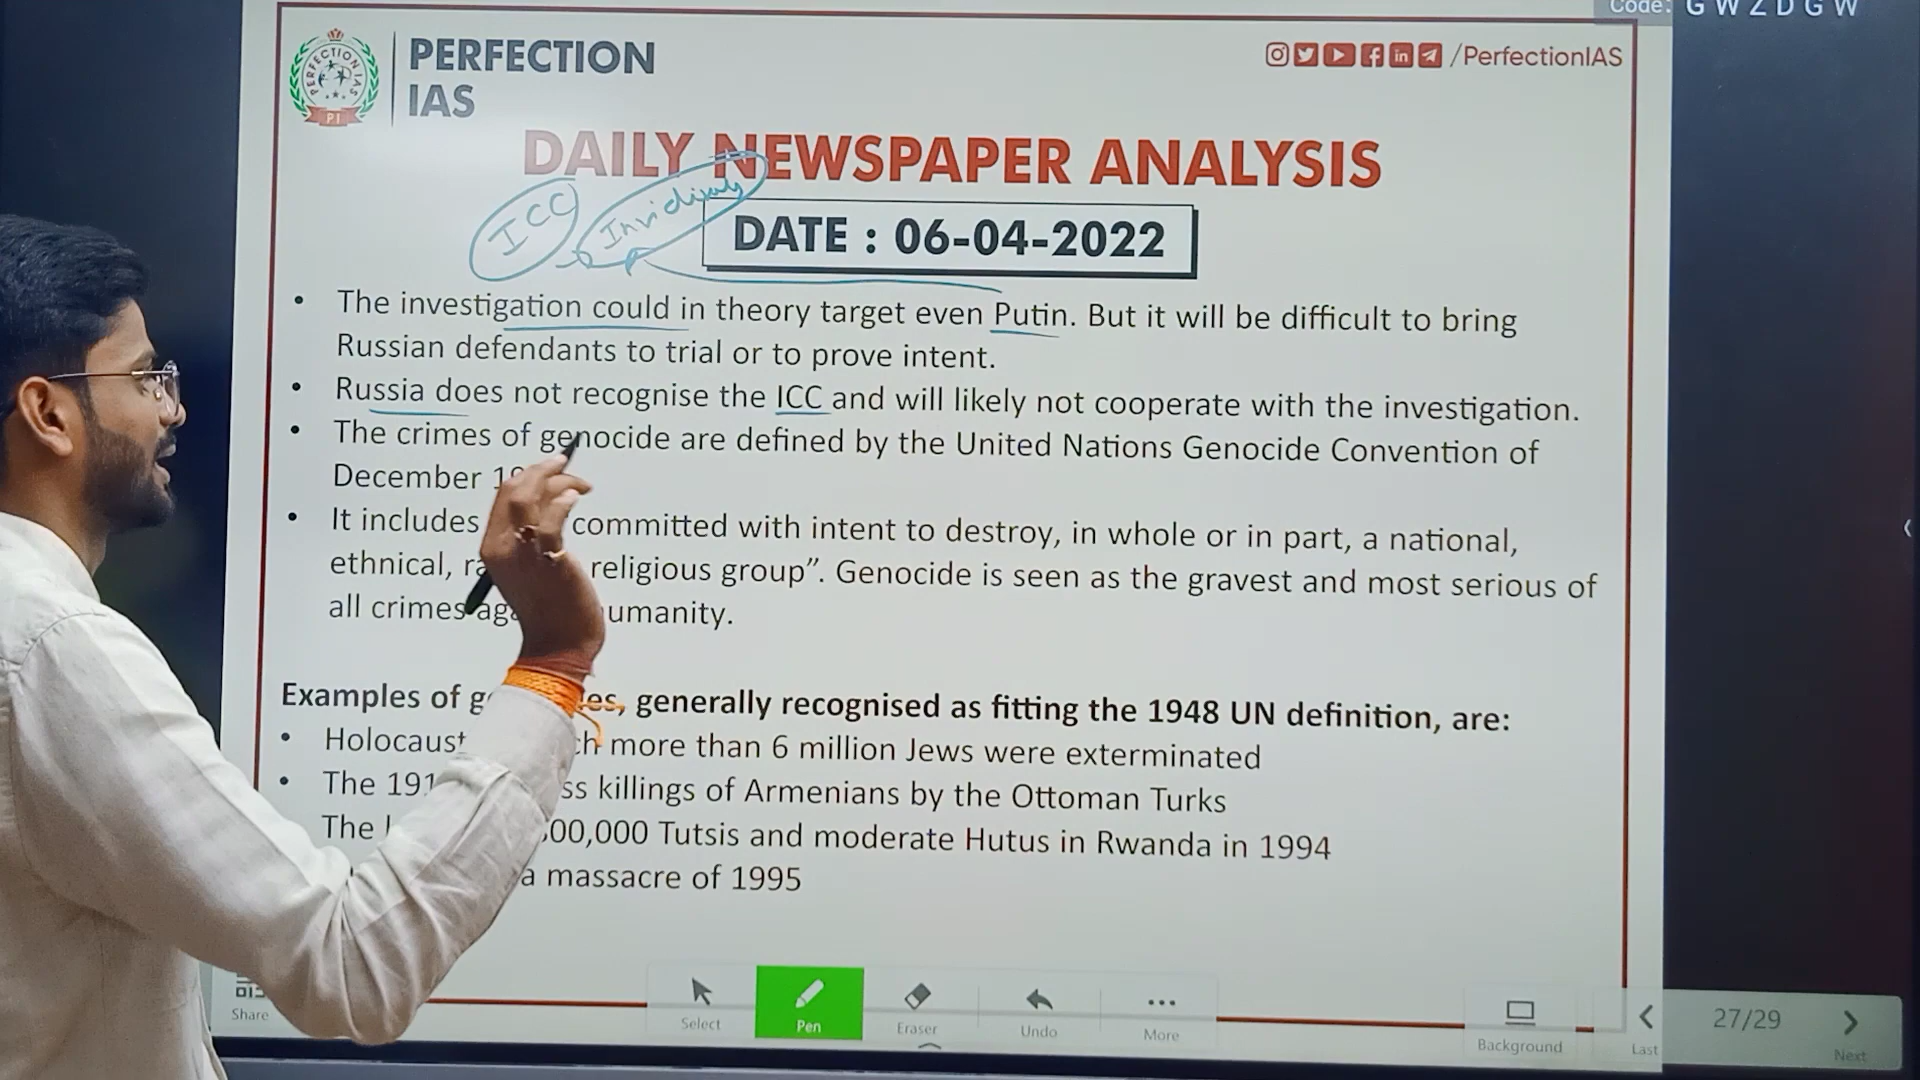 Code: G W Z D G W
PERFECTION IAS
PERFECTION
IAS
PI
/PerfectionIAS
DAILY NEWSPAPER ANALYSIS
ICC
DATE : 06-04-2022
• The investigation could in theory target even Putin. But it will be difficult to bring
Russian defendants to trial or to prove intent.
• Russia does not recognise the ICC and will likely not cooperate with the investigation.
• The crimes of genocide are defined by the United Nations Genocide Convention of
December
• It includes committed with intent to destroy, in whole or in part, a national,
ethnical, religious group”. Genocide is seen as the gravest and most serious of
all crimes
Examples of generally recognised as fitting the 1948 UN definition, are:
• Holocaust more than 6 million Jews were exterminated
• The killings of Armenians by the Ottoman Turks
The Tutsis and moderate Hutus in Rwanda in 1994
massacre of 1995
Share
Select
Pen
Eraser
Undo
More
Background
Last
27/29
Next